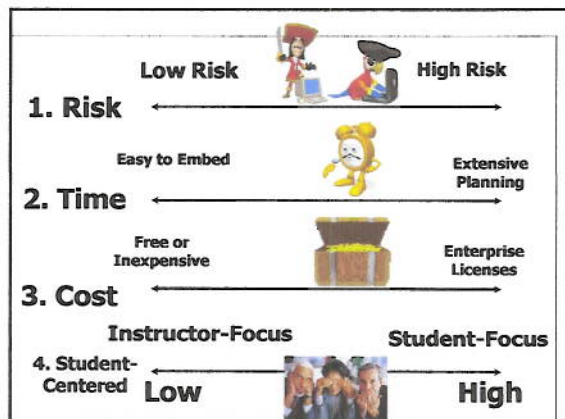 Low Risk
High Risk
1. Risk
Easy to Embed
Extensive
Planning
2. Time
Free or
Inexpensive
Enterprise
Licenses
3. Cost
Instructor-Focus
Student-Focus
4. Student-
Centered
Low
High